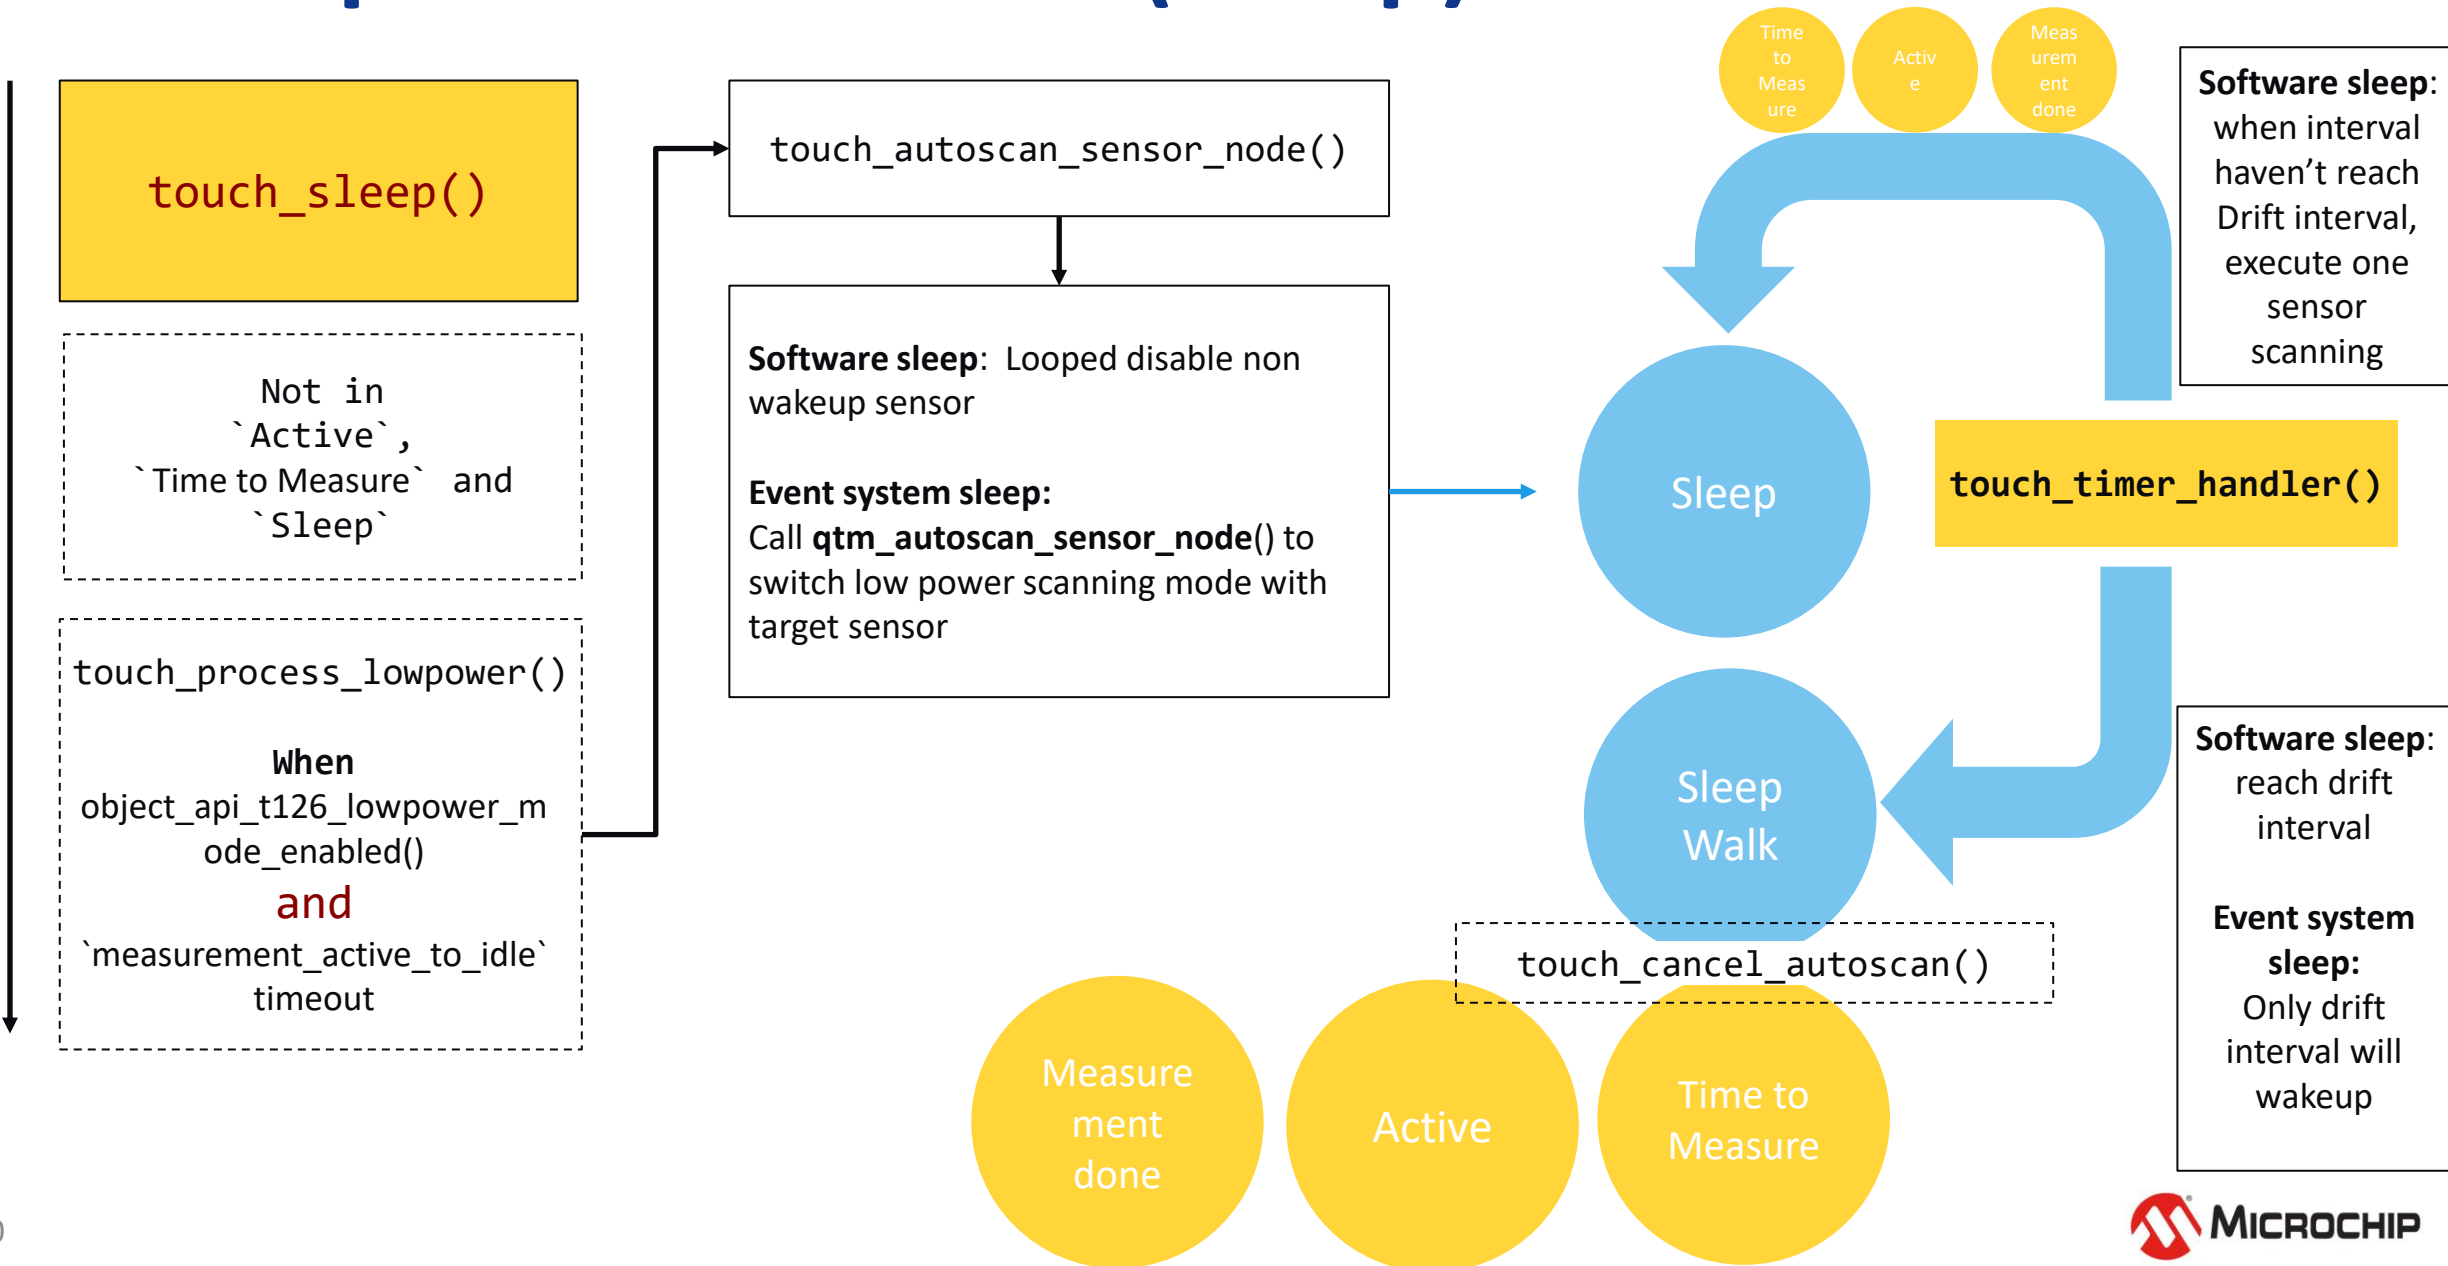 touch_sleep()
Not in
`Active`,
`Time to Measure` and
`Sleep`
touch_process_lowpower()
When
object_api_t126_lowpower_m
ode_enabled()
and
`measurement_active_to_idle`
timeout
touch_autoscan_sensor_node()
Software sleep: Looped disable non
wakeup sensor
Event system sleep:
Call qtm_autoscan_sensor_node() to
switch low power scanning mode with
target sensor
Time
to
Meas
ure
Activ
e
Meas
urem
ent
done
Software sleep:
when interval
haven’t reach
Drift interval,
execute one
sensor
scanning
Sleep
touch_timer_handler()
Sleep
Walk
Software sleep:
reach drift
interval
Event system
sleep:
Only drift
interval will
wakeup
touch_cancel_autoscan()
Measure
ment
done
Active
Time to
Measure
MICROCHIP